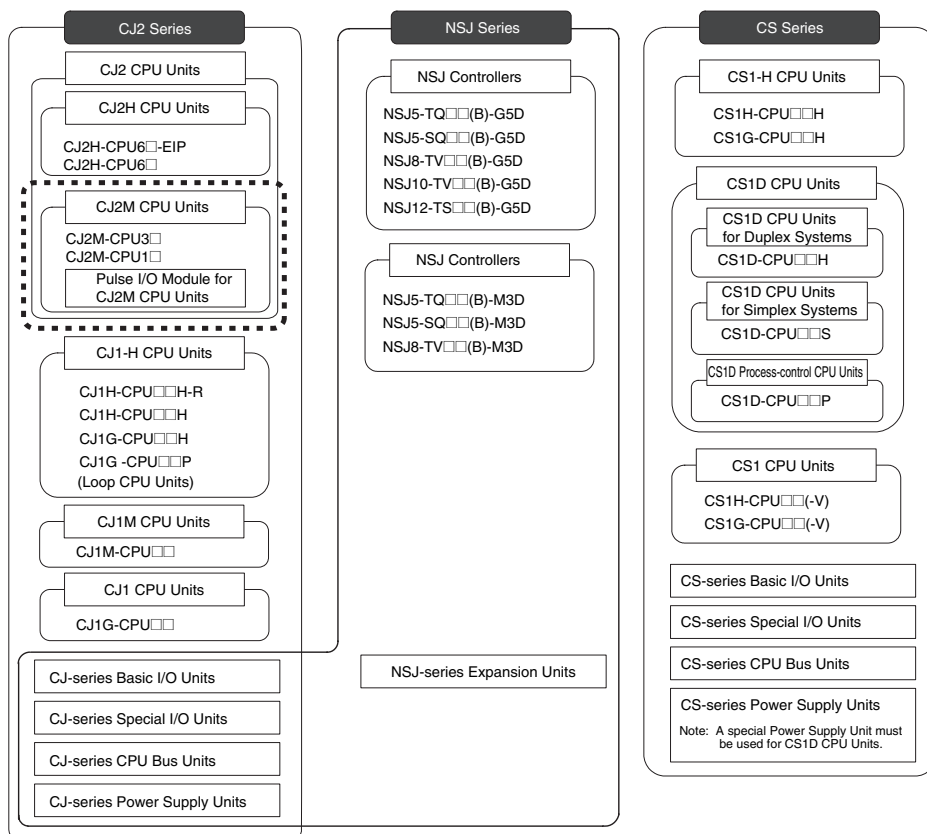 CJ2 Series
CJ2 CPU Units
CJ2H CPU Units
CJ2H-CPU6□-EIP
CJ2H-CPU6□
CJ2M CPU Units
CJ2M-CPU3□
CJ2M-CPU1□
Pulse I/O Module for
CJ2M CPU Units
CJ1-H CPU Units
CJ1H-CPU□□H-R
CJ1H-CPU□□H
CJ1G-CPU□□H
CJ1G -CPU□□P
(Loop CPU Units)
CJ1M CPU Units
CJ1M-CPU□□
CJ1 CPU Units
CJ1G-CPU□□
CJ-series Basic I/O Units
CJ-series Special I/O Units
CJ-series CPU Bus Units
CJ-series Power Supply Units
NSJ Series
NSJ Controllers
NSJ5-TQ□□(B)-G5D
NSJ5-SQ□□(B)-G5D
NSJ8-TV□□(B)-G5D
NSJ10-TV□□(B)-G5D
NSJ12-TS□□(B)-G5D
NSJ Controllers
NSJ5-TQ□□(B)-M3D
NSJ5-SQ□□(B)-M3D
NSJ8-TV□□(B)-M3D
NSJ-series Expansion Units
CS Series
CS1-H CPU Units
CS1H-CPU□□H
CS1G-CPU□□H
CS1D CPU Units
CS1D CPU Units
for Duplex Systems
CS1D-CPU□□H
CS1D CPU Units
for Simplex Systems
CS1D-CPU□□S
CS1D Process-control CPU Units
CS1D-CPU□□P
CS1 CPU Units
CS1H-CPU□□(-V)
CS1G-CPU□□(-V)
CS-series Basic I/O Units
CS-series Special I/O Units
CS-series CPU Bus Units
CS-series Power Supply Units
Note: A special Power Supply Unit must
be used for CS1D CPU Units.